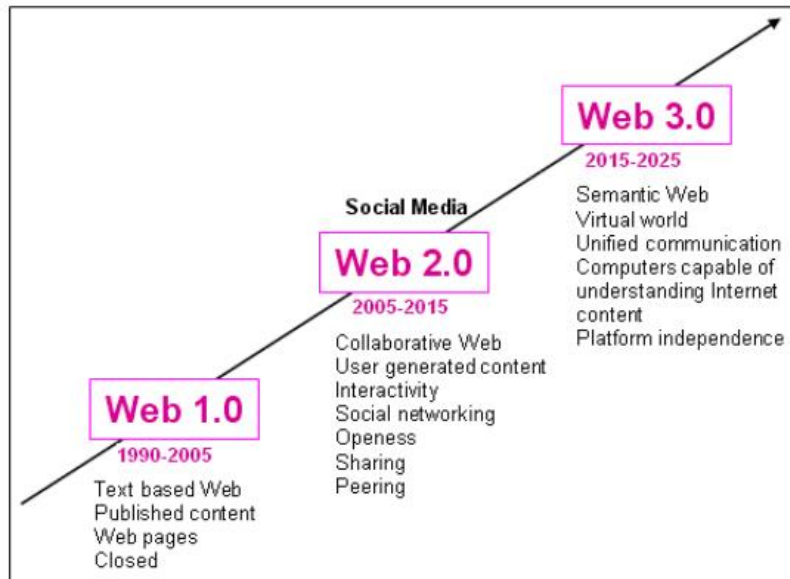 Web 3.0
2015-2025
Semantic Web
Virtual world
Unified communication
Computers capable of
understanding Internet
content
Platform independence
Social Media
Web 2.0
2005-2015
Collaborative Web
User generated content
Interactivity
Social networking
Openess
Sharing
Peering
Web 1.0
1990-2005
Text based Web
Published content
Web pages
Closed